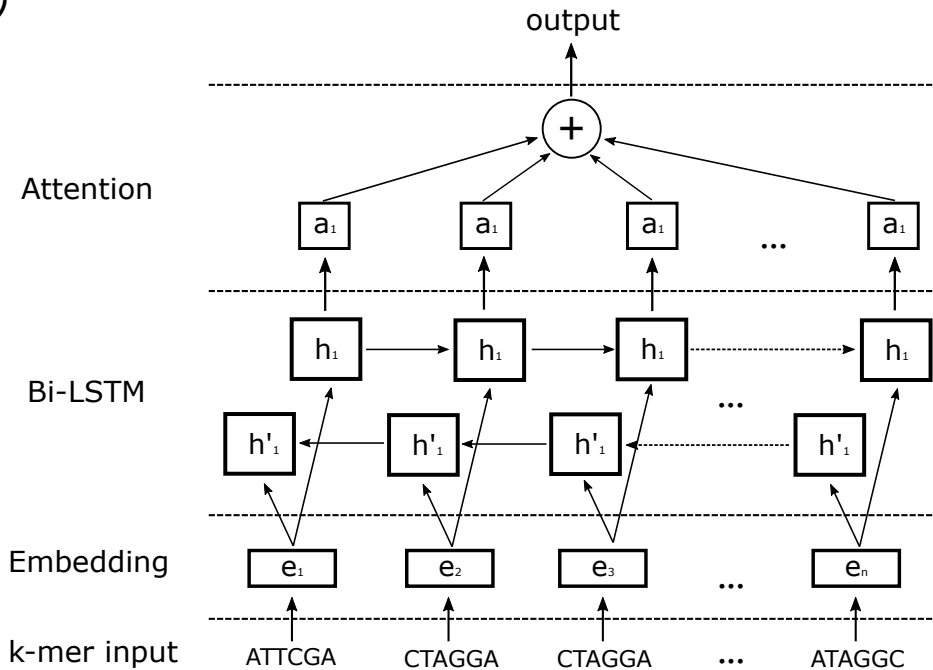 )
output
+
Attention
a₁ a₁ a₁ ... a₁
h₁ h₁ h₁ h₁
Bi-LSTM
...
h'₁ h'₁ h'₁ h'₁
Embedding
e₁ e₂ e₃ ... eₙ
k-mer input ATTCGA CTAGGA CTAGGA ... ATAGGC